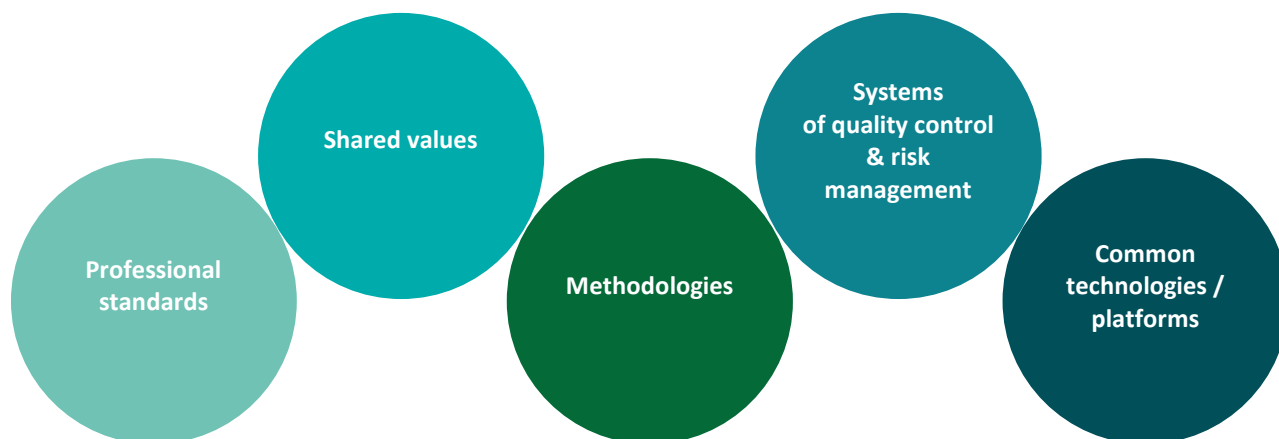 Professional
standards
Shared values
Methodologies
Systems
of quality control
& risk
management
Common
technologies /
platforms